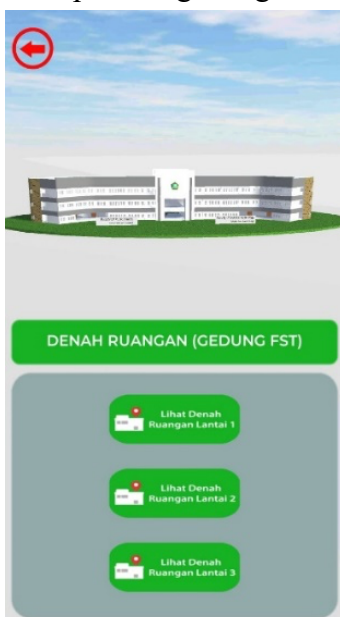 DENAH RUANGAN (GEDUNG FST)
Lihat Denah
Ruangan Lantai 1
Lihat Denah
Ruangan Lantai 2
Lihat Denah
Ruangan Lantai 3